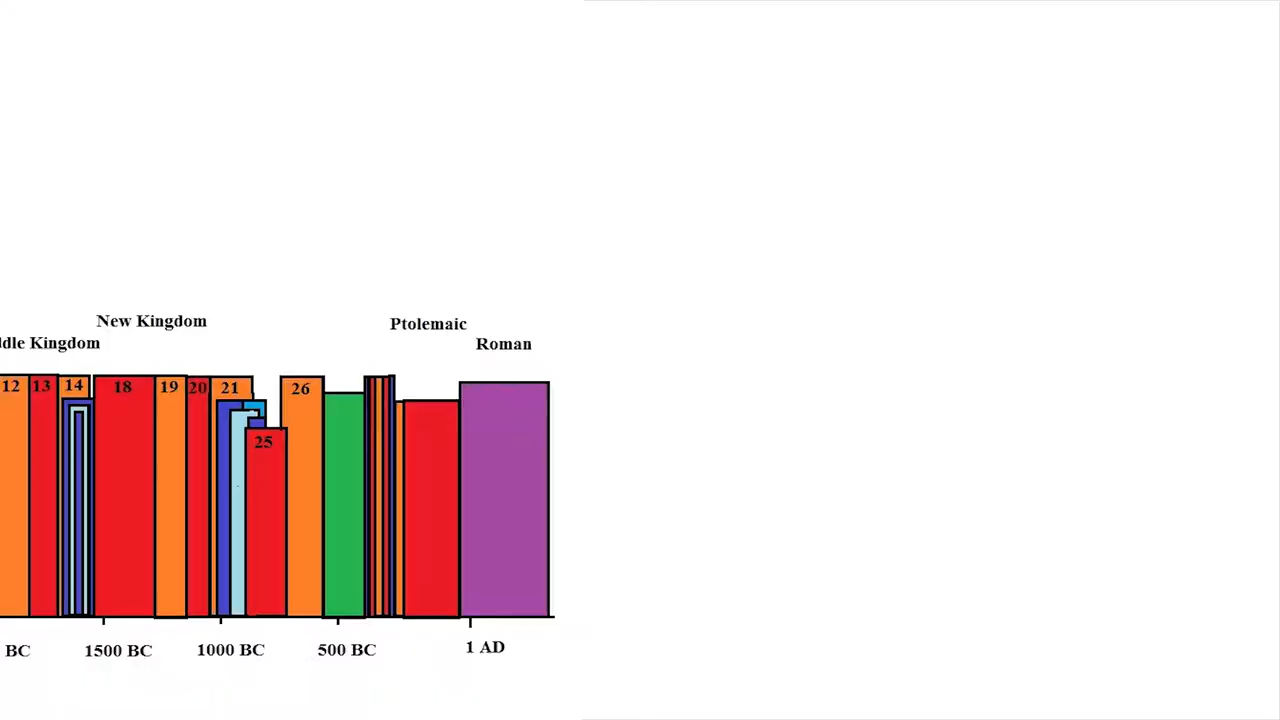 New Kingdom
Ptolemaic
ddle Kingdom
Roman
12 13 14 18 19 20 21 26
25
BC 1500 BC 1000 BC 500 BC 1 AD